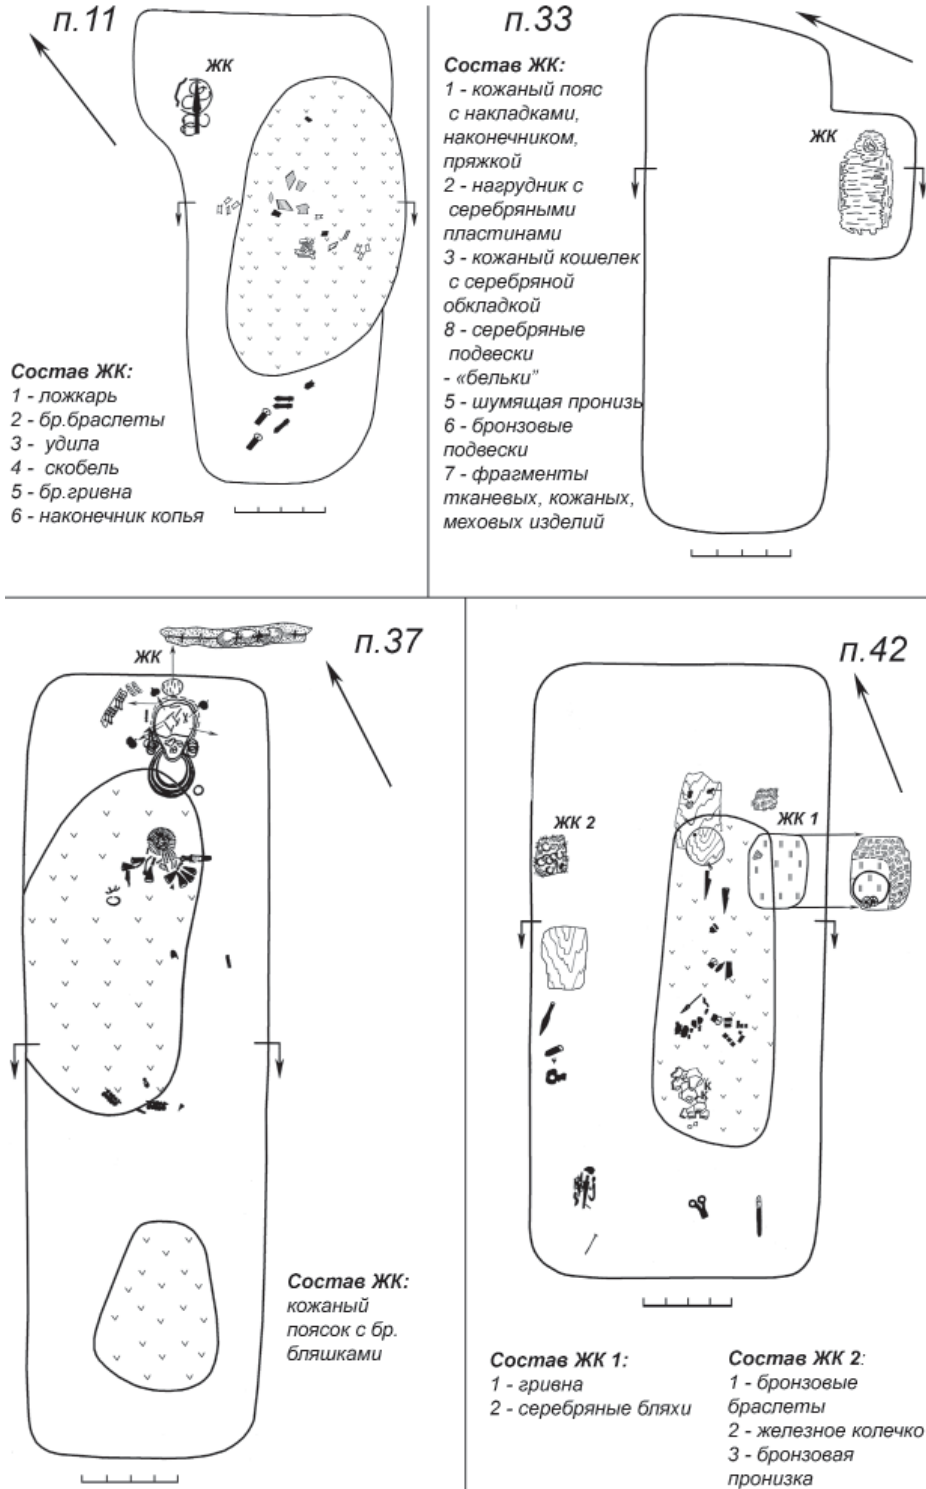 п.11
ЖК
Состав ЖК:
1 - ложкарь
2 - бр.браслеты
3 - удила
4 - скобель
5 - бр.гривна
6 - наконечник копья
п.33
Состав ЖК:
1 - кожаный пояс
с накладками,
наконечником,
пряжкой
2 - нагрудник с
серебряными
пластинами
3 - кожаный кошелек
с серебряной
обкладкой
8 - серебряные
подвески
- «бельки”
5 - шумящая пронизь
6 - бронзовые
подвески
7 - фрагменты
тканевых, кожаных,
меховых изделий
ЖК
п.37
ЖК
Состав ЖК:
кожаный
поясок с бр.
бляшками
п.42
ЖК 2
ЖК 1
К
К
Состав ЖК 1:
1 - гривна
2 - серебряные бляхи
Состав ЖК 2:
1 - бронзовые
браслеты
2 - железное колечко
3 - бронзовая
пронизка